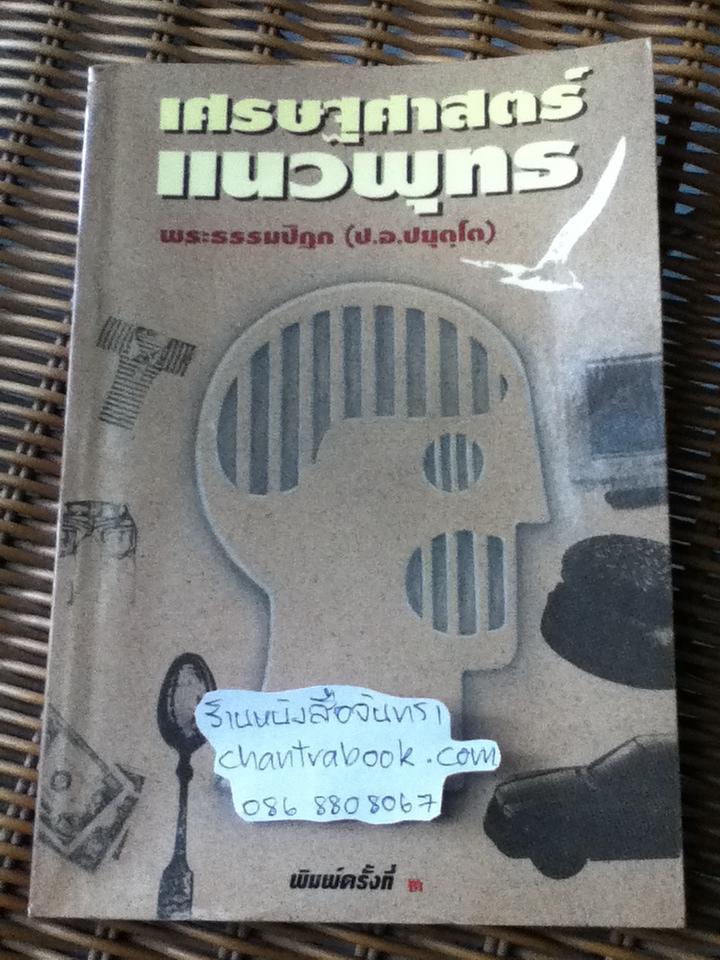 เศรษฐศาสตร์
แนวพุทธ
พระธรรมปิฎก (ป.อ.ปยุตฺโต)
ร้านหนังสือจันทรา
chantrabook.com
086 8808067
พิมพ์ครั้งที่ ๓